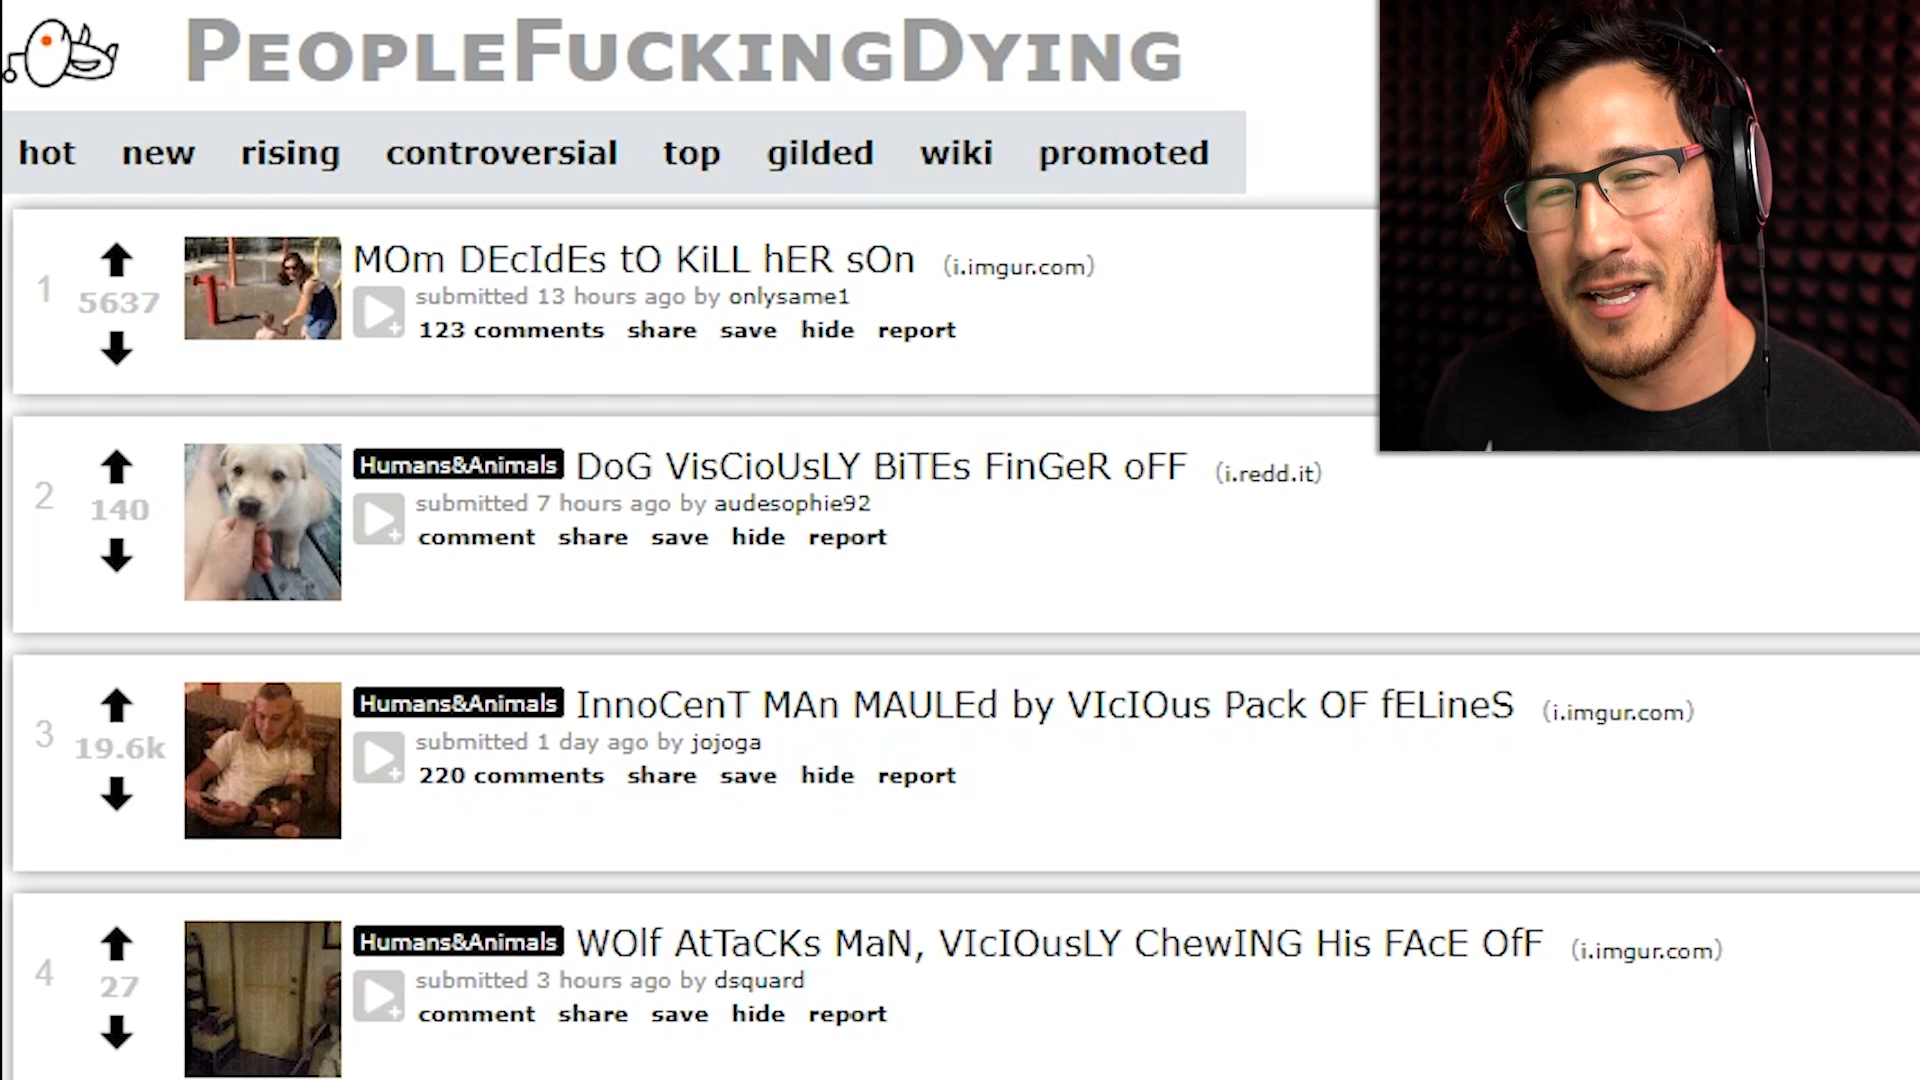 PeopleFuckingDying
hot new rising controversial top gilded wiki promoted
1
5637
MOm DEcIdEs tO KiLL hER sOn (i.imgur.com)
submitted 13 hours ago by onlysame1
123 comments share save hide report
2
140
Humans&Animals DoG VisCioUsLY BiTEs FinGeR oFF (i.redd.it)
submitted 7 hours ago by audesophie92
comment share save hide report
3
19.6k
Humans&Animals InnoCenT MAn MAULEd by VIcIOus Pack OF fELineS (i.imgur.com)
submitted 1 day ago by jojoga
220 comments share save hide report
4
27
Humans&Animals WOlf AtTaCKs MaN, VIcIOusLY ChewING His FAcE OfF (i.imgur.com)
submitted 3 hours ago by dsquard
comment share save hide report